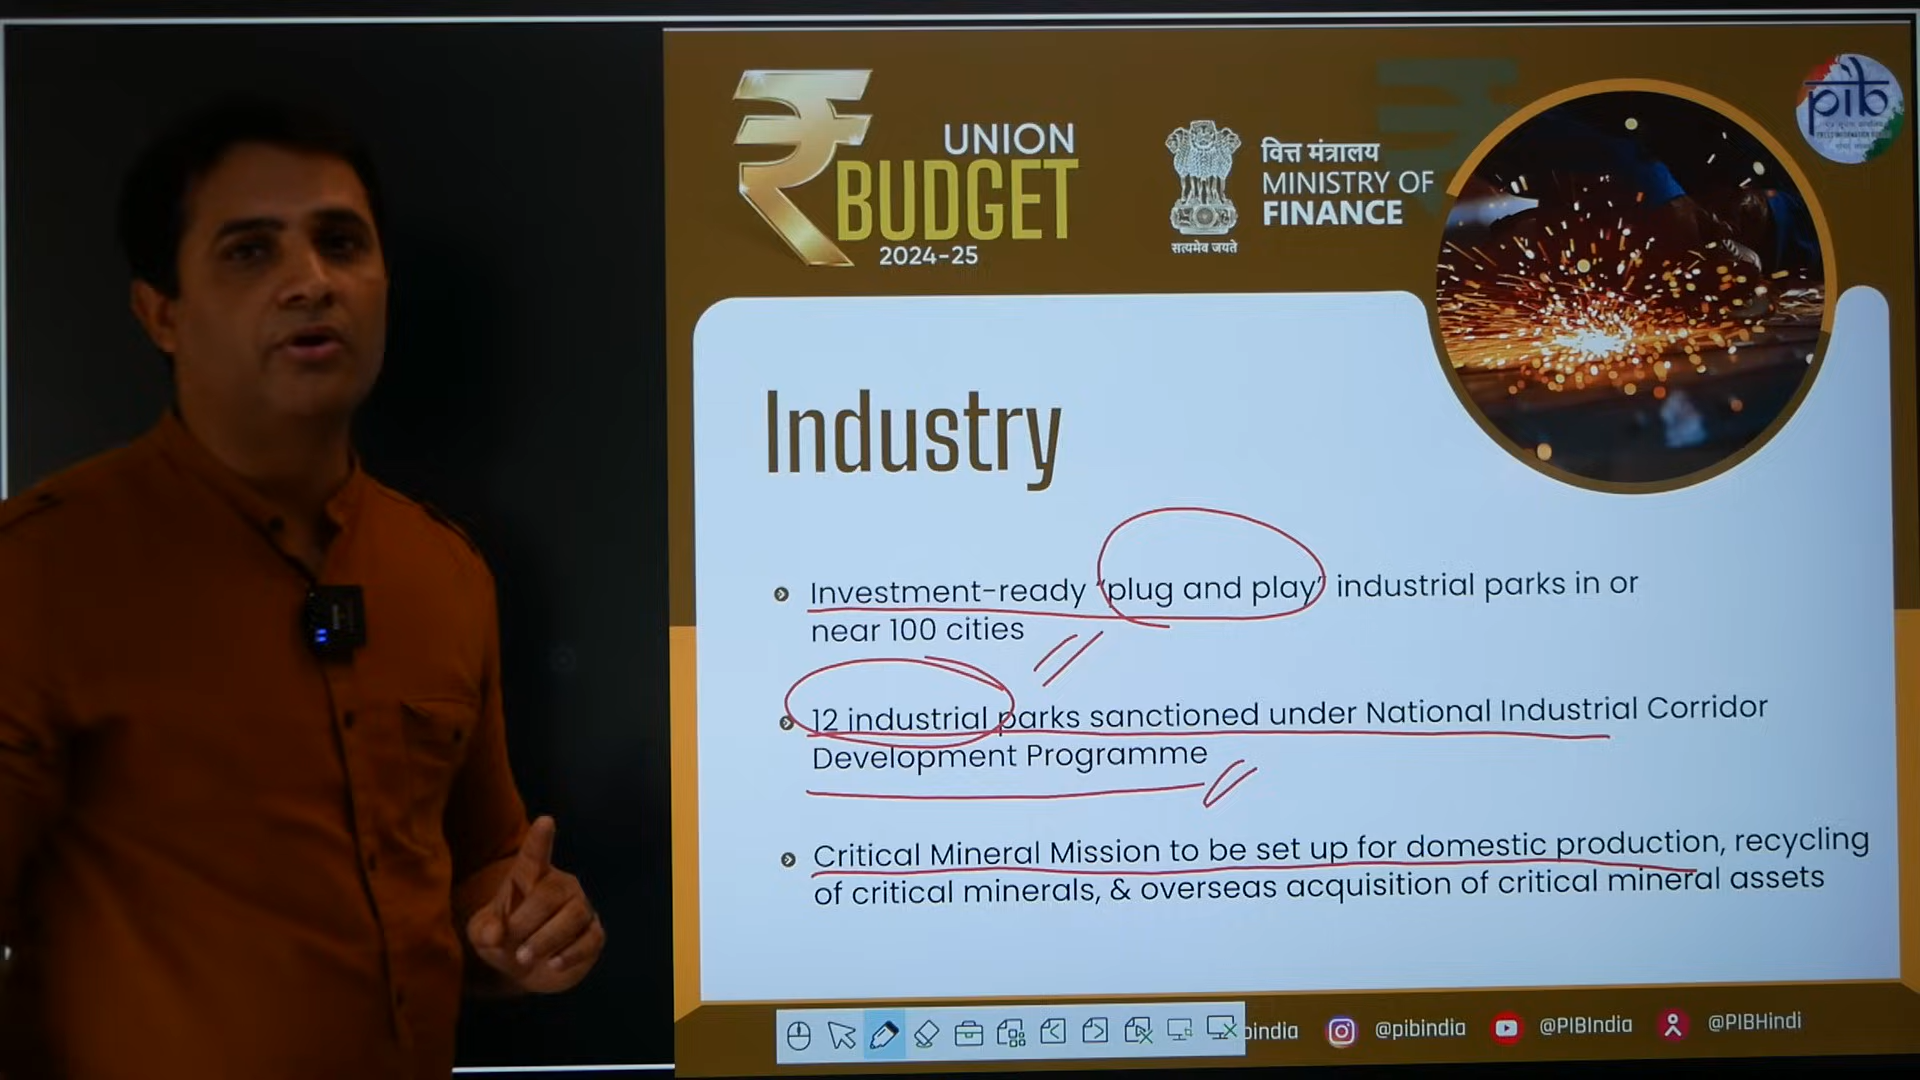 UNION
BUDGET
2024-25
सत्यमेव जयते
वित्त मंत्रालय
MINISTRY OF
FINANCE
pib
Industry
Investment-ready "plug and play" industrial parks in or
near 100 cities
12 industrial parks sanctioned under National Industrial Corridor
Development Programme
Critical Mineral Mission to be set up for domestic production, recycling
of critical minerals, & overseas acquisition of critical mineral assets
@pibindia
@PIBIndia
@PIBHindi